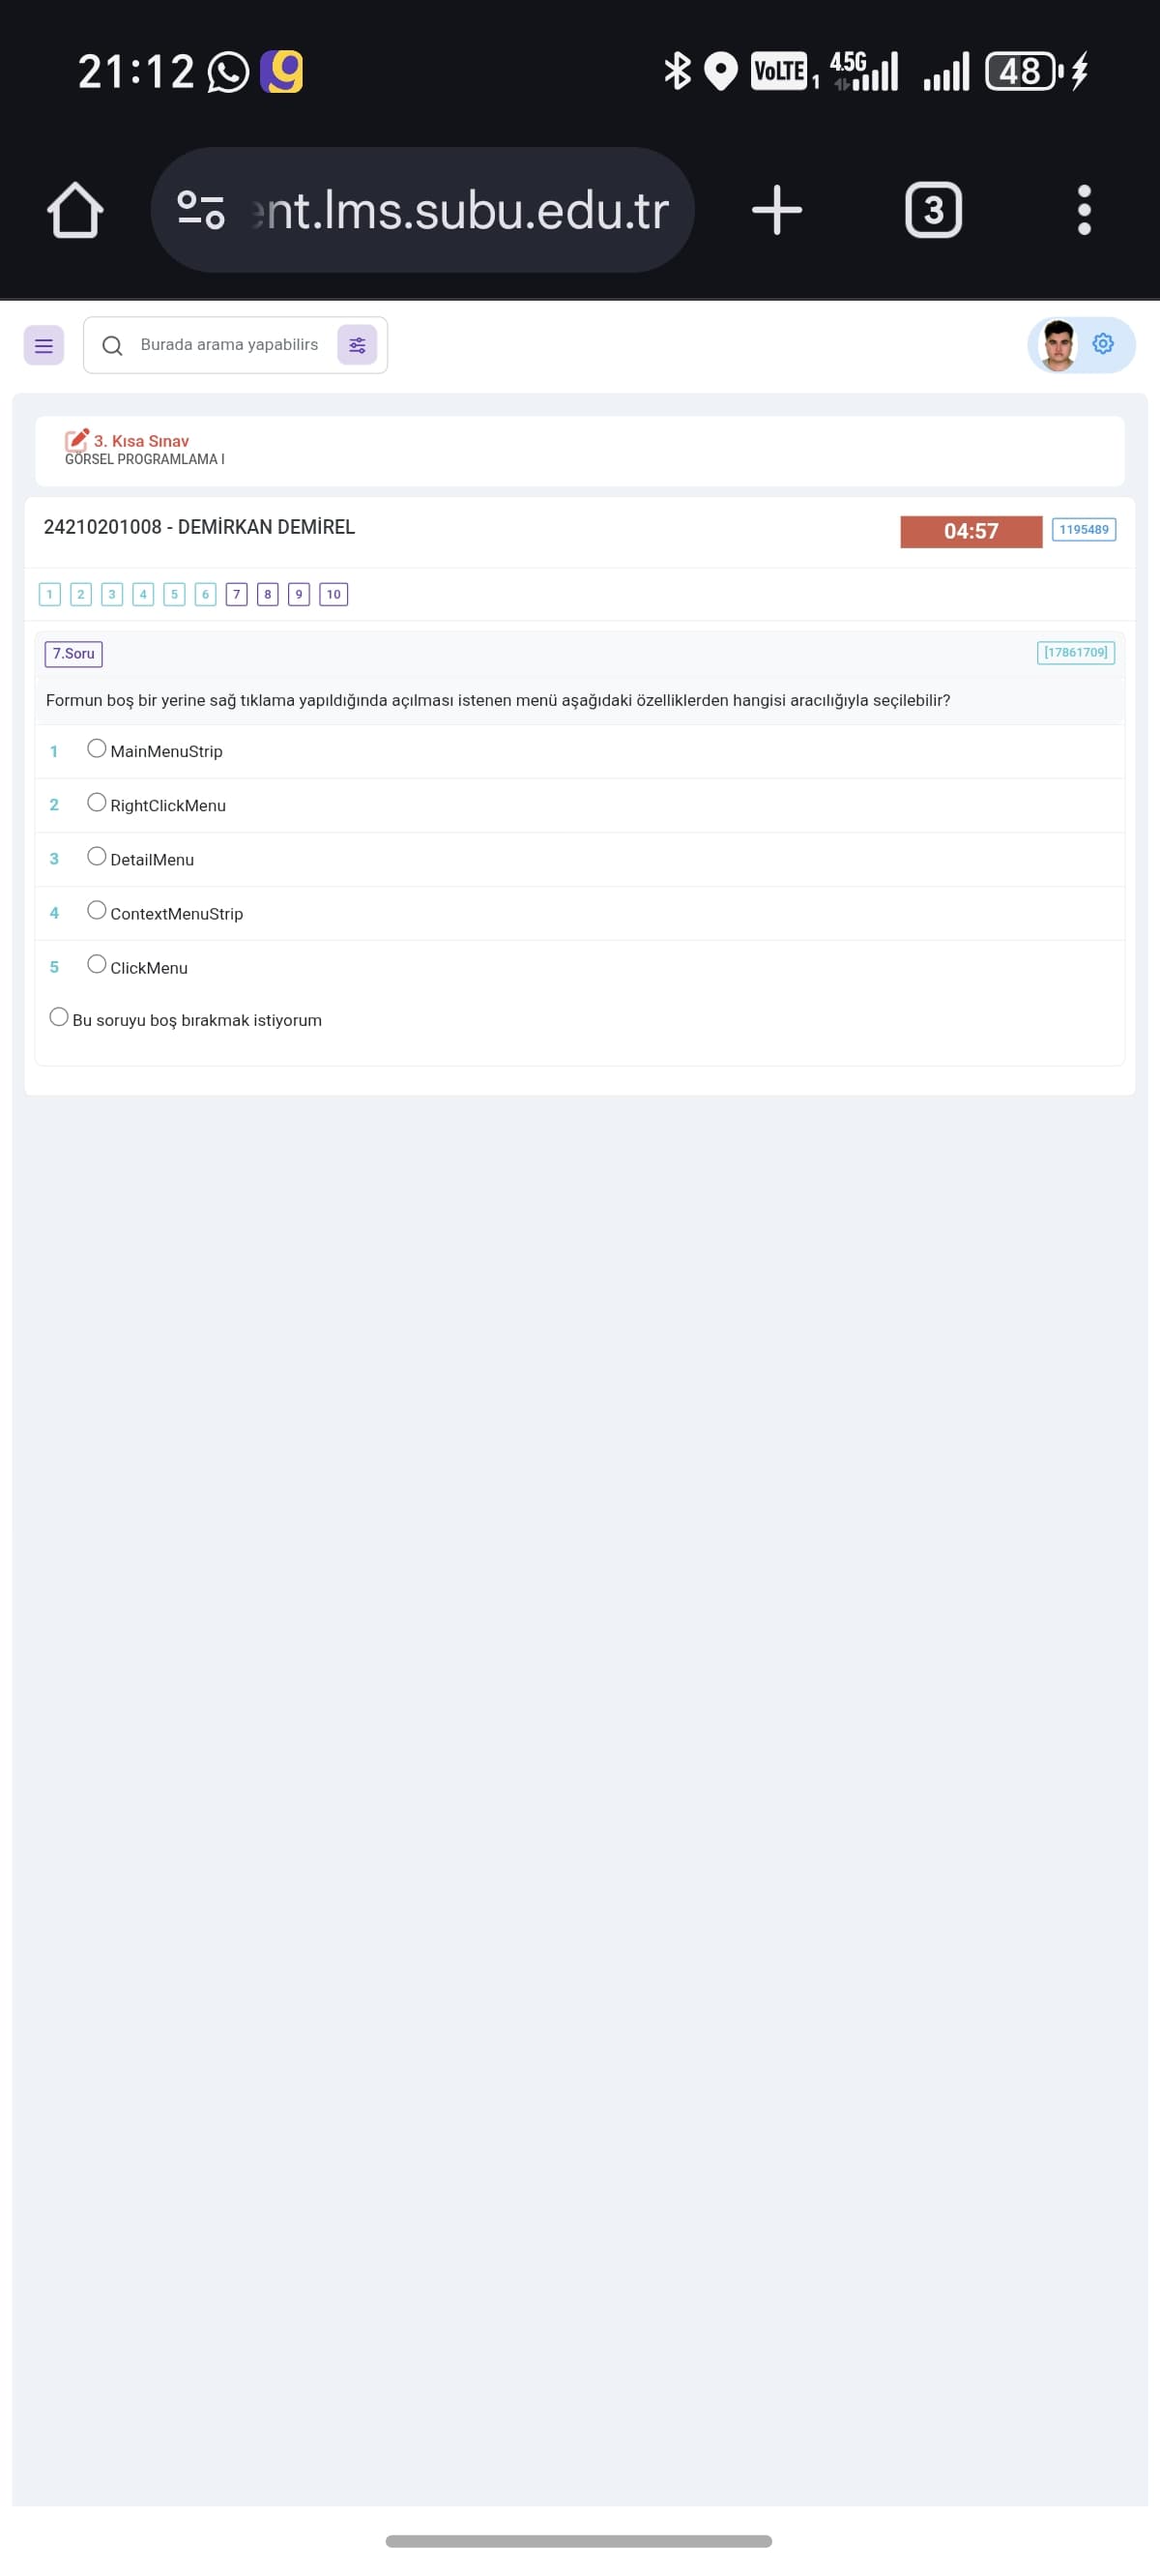 21:12
VoLTE 1 4.5G 48
ent.lms.subu.edu.tr
3
Burada arama yapabilirs
3. Kısa Sınav
GÖRSEL PROGRAMLAMA I
24210201008 - DEMİRKAN DEMİREL
04:57
1195489
1 2 3 4 5 6 7 8 9 10
7.Soru
[17861709]
Formun boş bir yerine sağ tıklama yapıldığında açılması istenen menü aşağıdaki özelliklerden hangisi aracılığıyla seçilebilir?
1 MainMenuStrip
2 RightClickMenu
3 DetailMenu
4 ContextMenuStrip
5 ClickMenu
Bu soruyu boş bırakmak istiyorum